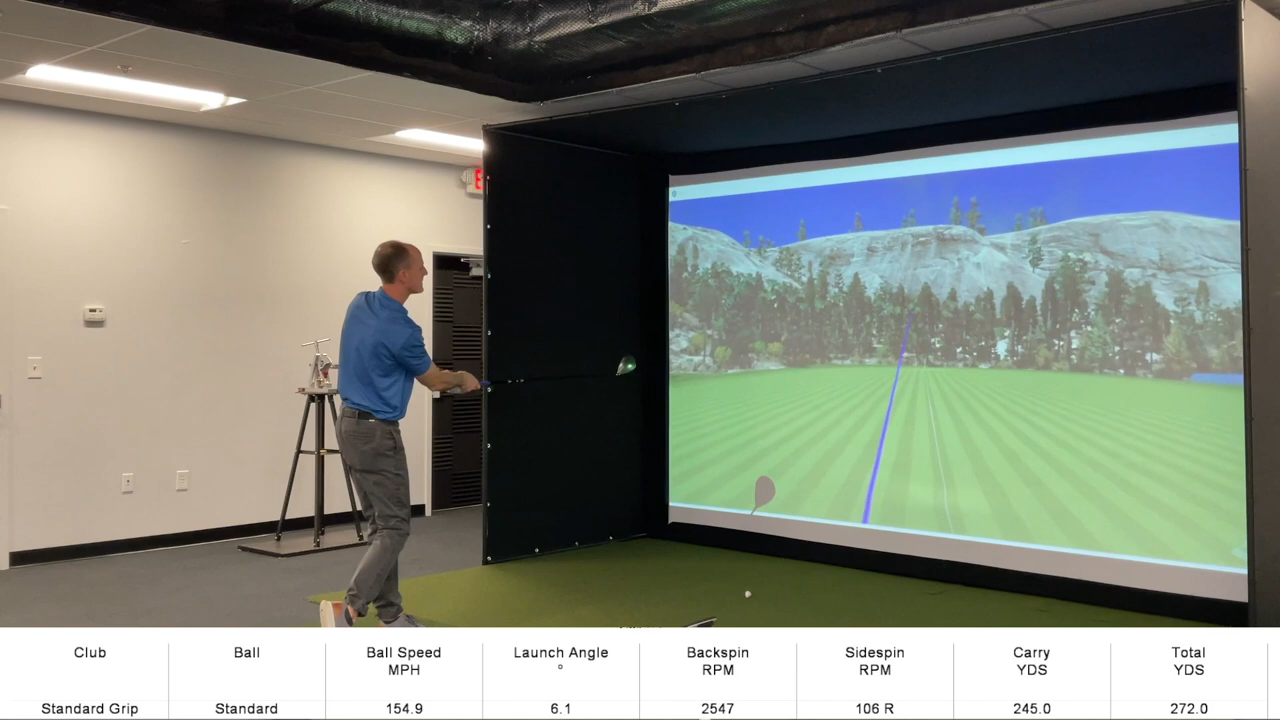 Club Ball Ball Speed Launch Angle Backspin Sidespin Carry Total
MPH ° RPM RPM YDS YDS
Standard Grip Standard 154.9 6.1 2547 106 R 245.0 272.0